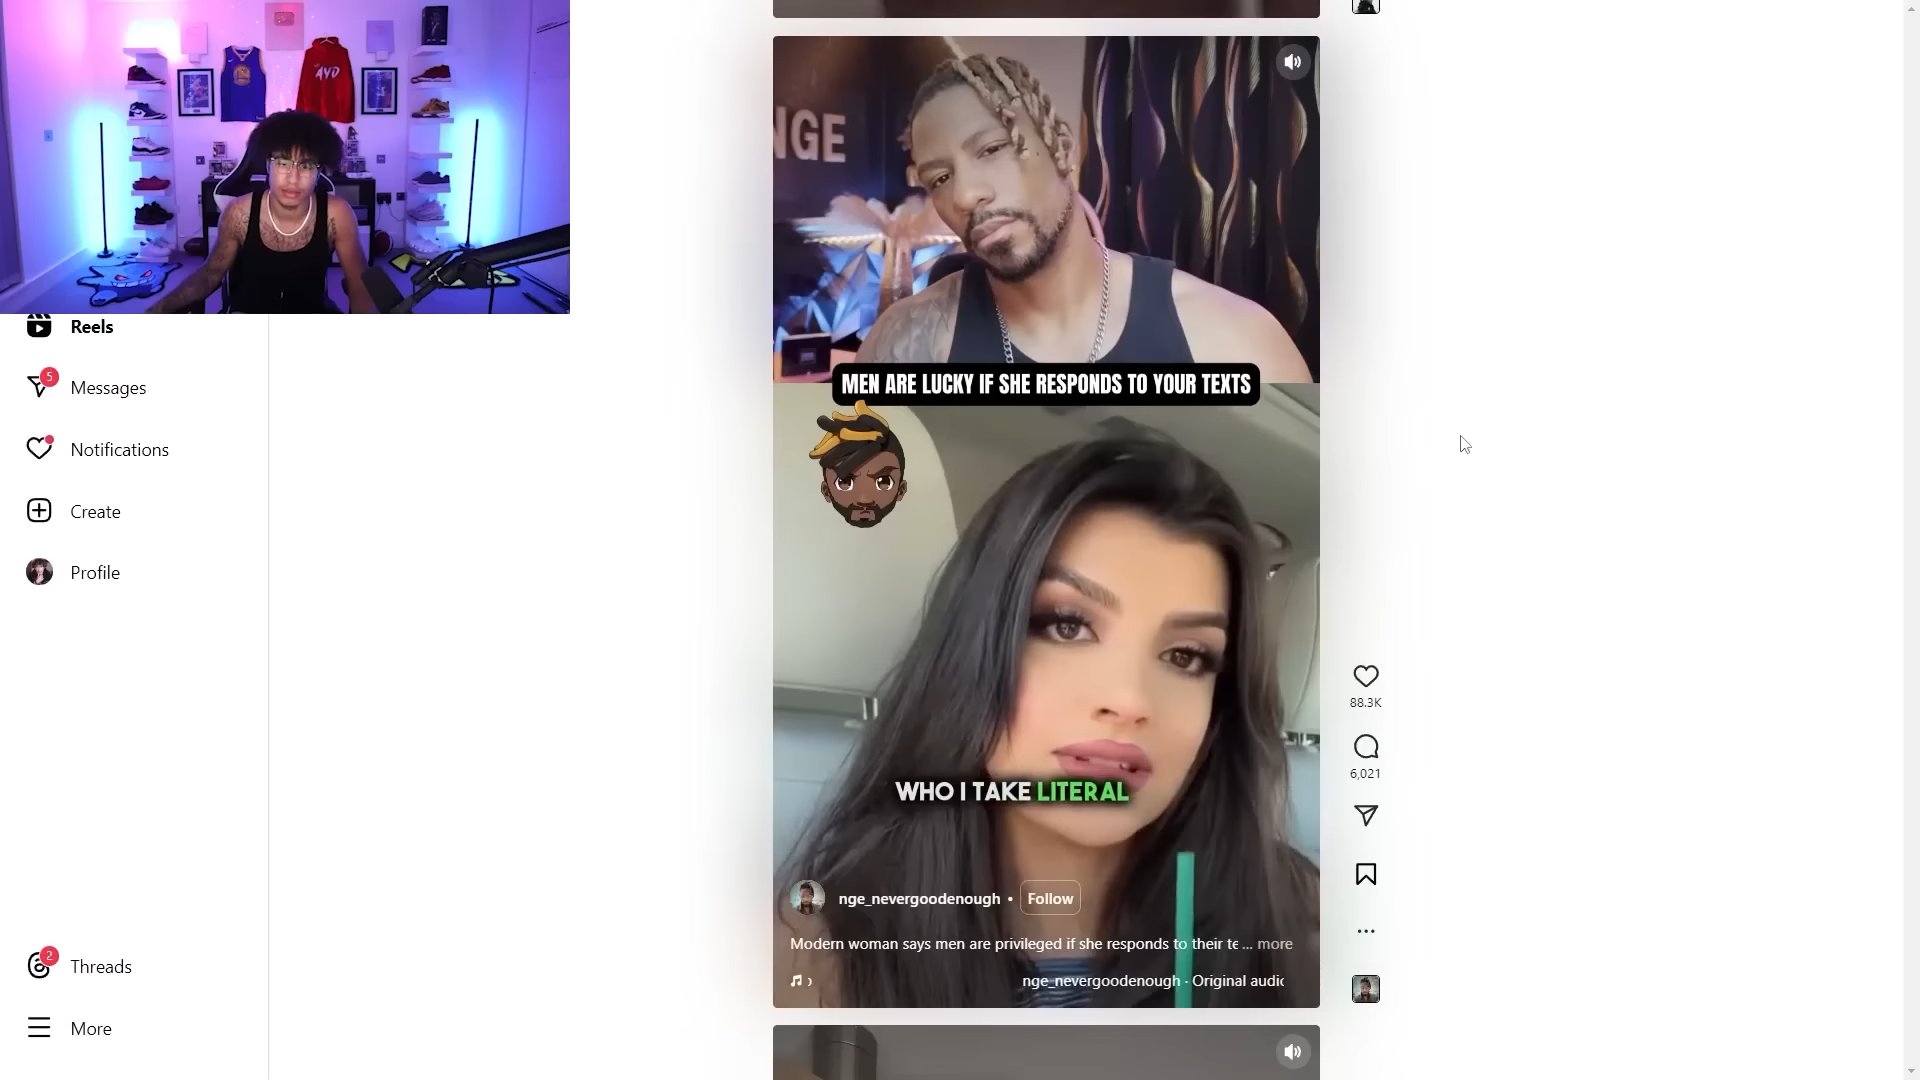 AYO
NGE
MEN ARE LUCKY IF SHE RESPONDS TO YOUR TEXTS
WHO I TAKE LITERAL
nge_nevergoodenough • Follow
Modern woman says men are privileged if she responds to their te ... more
nge_nevergoodenough · Original audic
Reels
5
Messages
Notifications
Create
Profile
2
Threads
More
88.3K
6,021